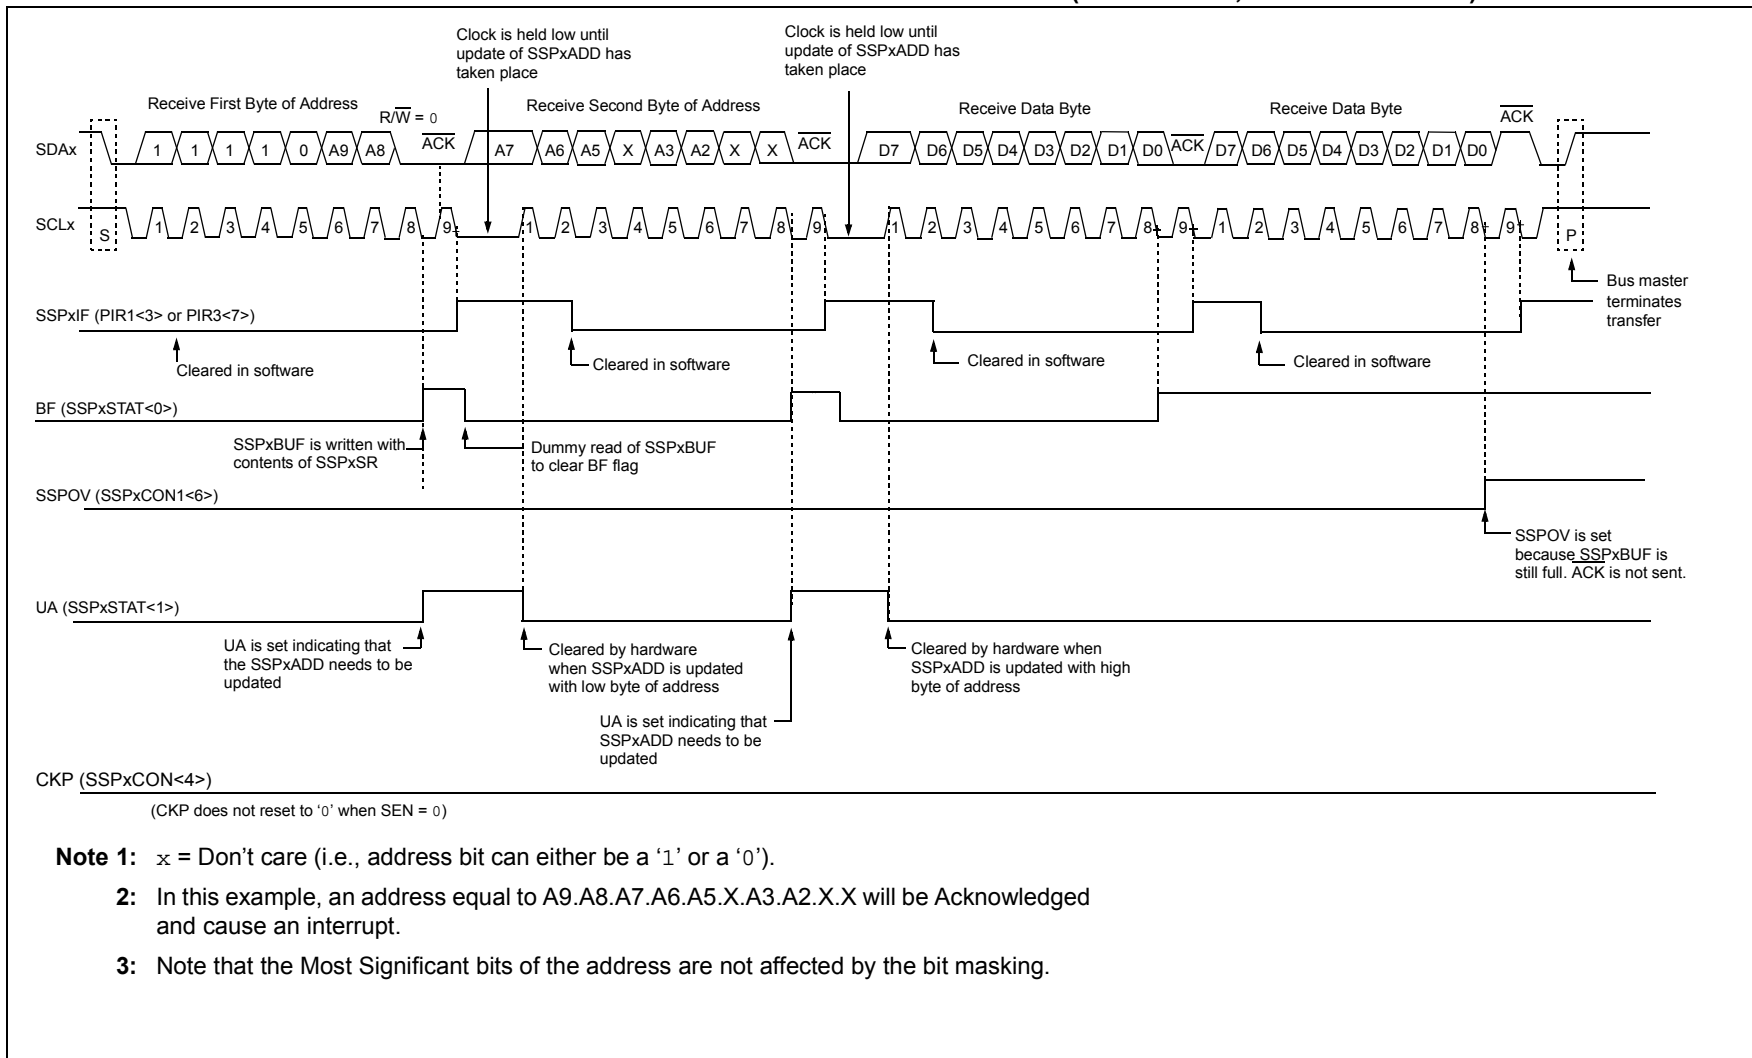 Clock is held low until
update of SSPxADD has
taken place
Clock is held low until
update of SSPxADD has
taken place
Receive First Byte of Address
R/W = 0
ACK
Receive Second Byte of Address
ACK
Receive Data Byte
ACK
Receive Data Byte
ACK
SDAx
1 1 1 1 0 A9 A8 A7 A6 A5 X A3 A2 X X D7 D6 D5 D4 D3 D2 D1 D0 D7 D6 D5 D4 D3 D2 D1 D0
SCLx
S 1 2 3 4 5 6 7 8 9 1 2 3 4 5 6 7 8 9 1 2 3 4 5 6 7 8 9 1 2 3 4 5 6 7 8 9 P
Bus master
terminates
transfer
SSPxIF (PIR1<3> or PIR3<7>)
Cleared in software
Cleared in software
Cleared in software
Cleared in software
BF (SSPxSTAT<0>)
SSPxBUF is written with
contents of SSPxSR
Dummy read of SSPxBUF
to clear BF flag
SSPOV (SSPxCON1<6>)
SSPOV is set
because SSPxBUF is
still full. ACK is not sent.
UA (SSPxSTAT<1>)
UA is set indicating that
the SSPxADD needs to be
updated
Cleared by hardware
when SSPxADD is updated
with low byte of address
UA is set indicating that
SSPxADD needs to be
updated
Cleared by hardware when
SSPxADD is updated with high
byte of address
CKP (SSPxCON<4>)
(CKP does not reset to ‘0’ when SEN = 0)
Note 1: x = Don't care (i.e., address bit can either be a ‘1’ or a ‘0’).
2: In this example, an address equal to A9.A8.A7.A6.A5.X.A3.A2.X.X will be Acknowledged
and cause an interrupt.
3: Note that the Most Significant bits of the address are not affected by the bit masking.